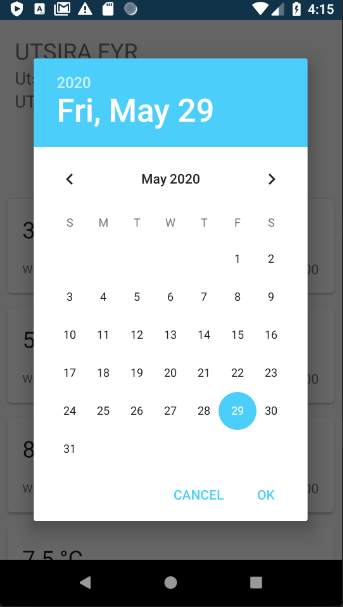 4:15
UTSIRA FYR
Uts
UT
2020
Fri, May 29
May 2020
S M T W T F S
1 2
3 4 5 6 7 8 9
10 11 12 13 14 15 16
17 18 19 20 21 22 23
24 25 26 27 28 29 30
31
CANCEL OK
3
W 00
5
W 00
8
W 00
7.5 °C